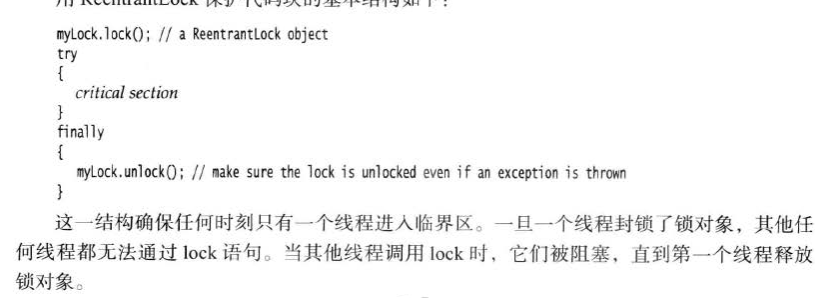 用 ReentrantLock 保护代码块的基本结构如下：
myLock.lock(); // a ReentrantLock object
try
{
critical section
}
finally
{
myLock.unlock(); // make sure the lock is unlocked even if an exception is thrown
}
这一结构确保任何时刻只有一个线程进入临界区。一旦一个线程封锁了锁对象，其他任
何线程都无法通过 lock 语句。当其他线程调用 lock 时，它们被阻塞，直到第一个线程释放
锁对象。